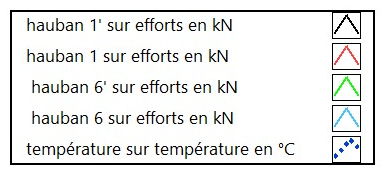 hauban 1' sur efforts en kN
hauban 1 sur efforts en kN
hauban 6' sur efforts en kN
hauban 6 sur efforts en kN
température sur température en °C